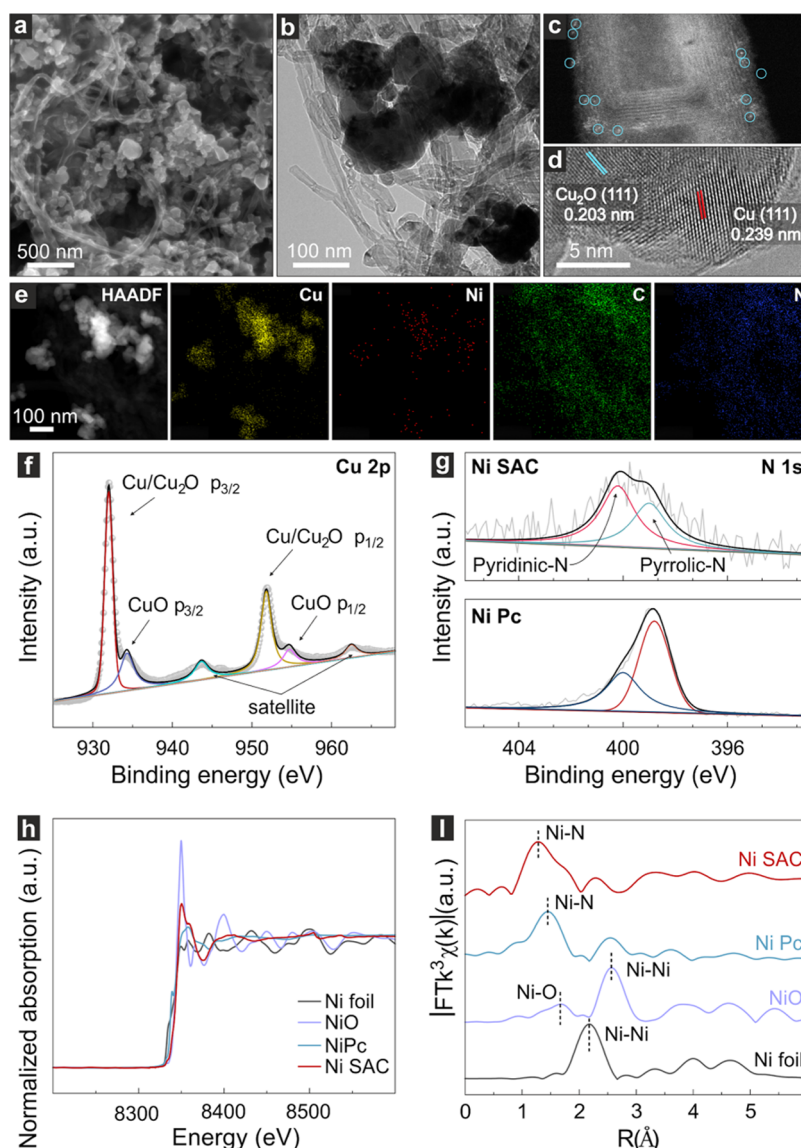 a
500 nm
b
100 nm
c
d
Cu₂O (111)
0.203 nm
Cu (111)
0.239 nm
5 nm
e
HAADF
100 nm
Cu
Ni
C
N
f
Cu 2p
Cu/Cu₂O p₃/₂
Cu/Cu₂O p₁/₂
CuO p₃/₂
CuO p₁/₂
satellite
Intensity (a.u.)
930 940 950 960
Binding energy (eV)
g
Ni SAC
N 1s
Pyridinic-N
Pyrrolic-N
Ni Pc
Intensity (a.u.)
404 400 396
Binding energy (eV)
h
Normalized absorption (a.u.)
Ni foil
NiO
NiPc
Ni SAC
8300 8400 8500
Energy (eV)
I
|FTk³χ(k)|(a.u.)
Ni-N
Ni SAC
Ni-N
Ni Pc
Ni-Ni
Ni-O
NiO
Ni-Ni
Ni foil
0 1 2 3 4 5
R(Å)